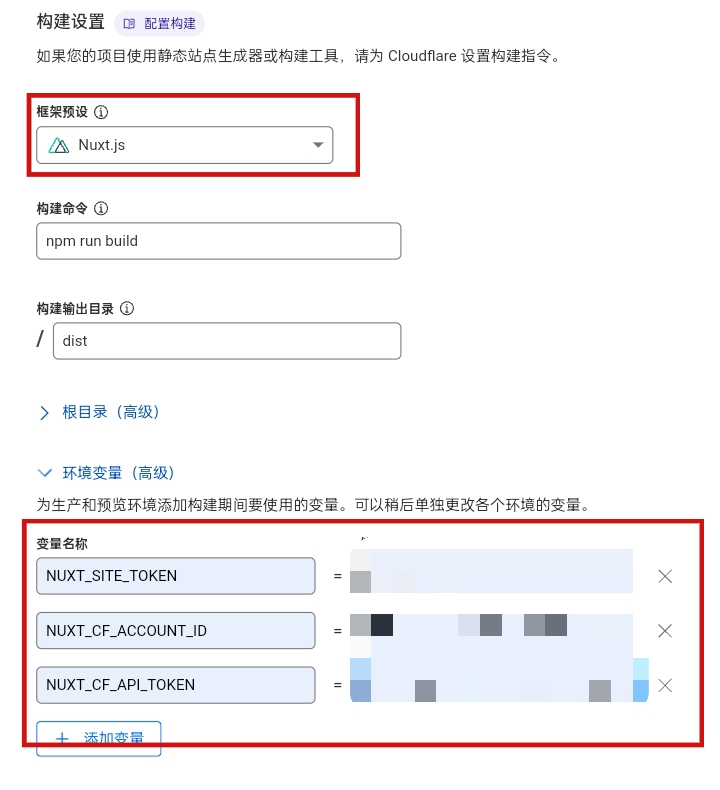 构建设置 配置构建
如果您的项目使用静态站点生成器或构建工具，请为 Cloudflare 设置构建指令。
框架预设
Nuxt.js
构建命令
npm run build
构建输出目录
/ dist
根目录（高级）
环境变量（高级）
为生产和预览环境添加构建期间要使用的变量。可以稍后单独更改各个环境的变量。
变量名称
NUXT_SITE_TOKEN =
NUXT_CF_ACCOUNT_ID =
NUXT_CF_API_TOKEN =
添加变量